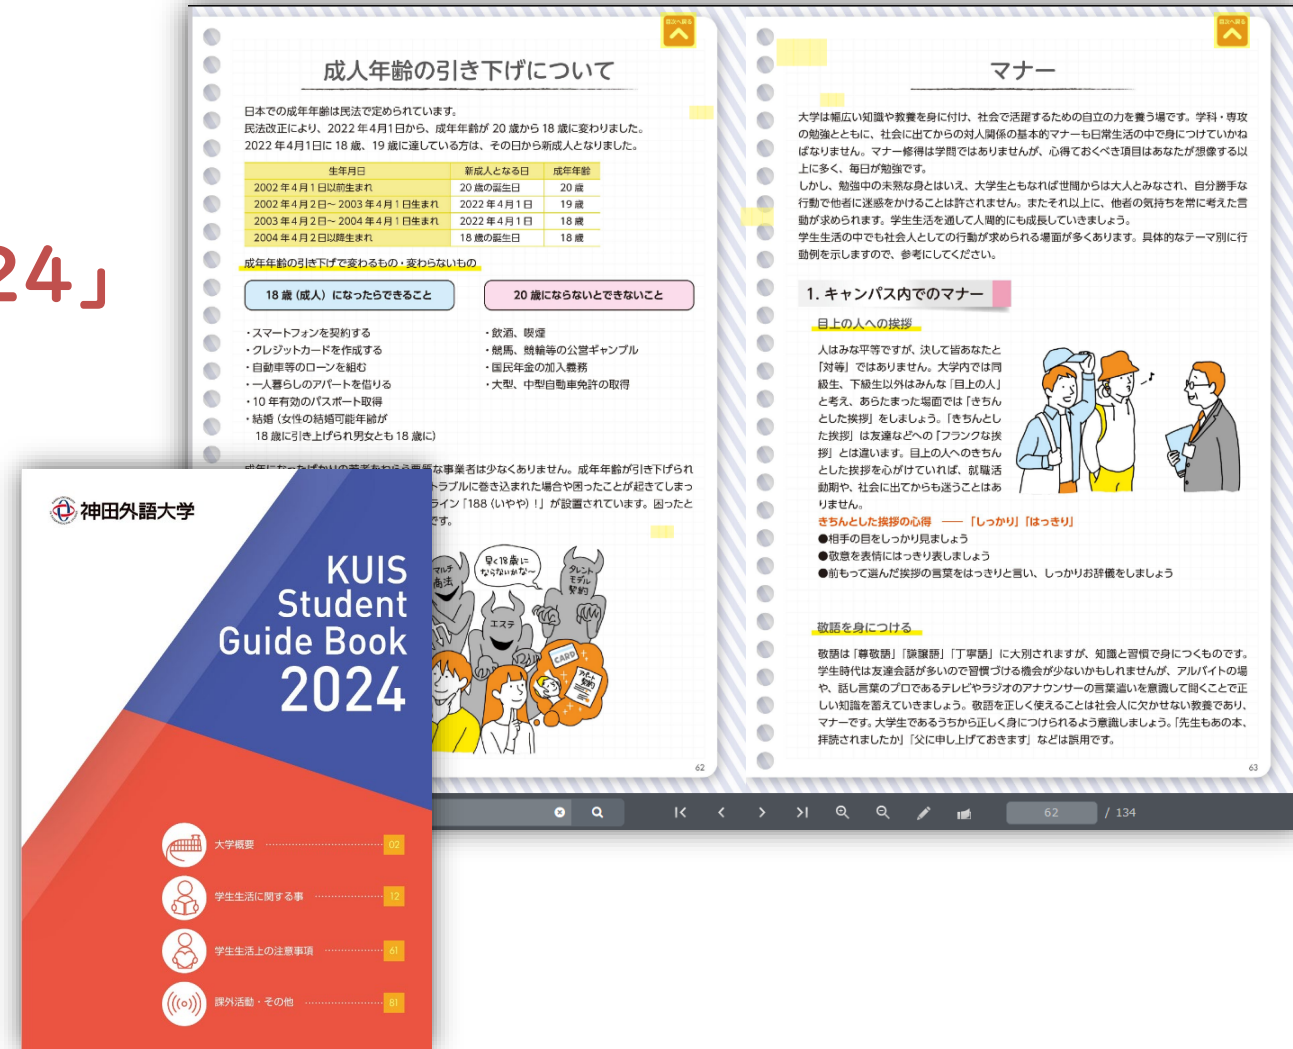 24」
目次へ戻る
成人年齢の引き下げについて
日本での成年年齢は民法で定められています。
民法改正により、2022年4月1日から、成年年齢が20歳から18歳に変わりました。
2022年4月1日に18歳、19歳に達している方は、その日から新成人となりました。
生年月日 新成人となる日 成年年齢
2002年4月1日以前生まれ 20歳の誕生日 20歳
2002年4月2日～2003年4月1日生まれ 2022年4月1日 19歳
2003年4月2日～2004年4月1日生まれ 2022年4月1日 18歳
2004年4月2日以降生まれ 18歳の誕生日 18歳
成年年齢の引き下げで変わるもの・変わらないもの
18歳（成人）になったらできること
・スマートフォンを契約する
・クレジットカードを作成する
・自動車等のローンを組む
・一人暮らしのアパートを借りる
・10年有効のパスポート取得
・結婚（女性の結婚可能年齢が
18歳に引き上げられ男女とも18歳に）
20歳にならないとできないこと
・飲酒、喫煙
・競馬、競輪等の公営ギャンブル
・国民年金の加入義務
・大型、中型自動車免許の取得
悪質な事業者は少なくありません。成年年齢が引き下げられ
トラブルに巻き込まれた場合や困ったことが起きてしまっ
ライン「188（いやや）！」が設置されています。困ったと
です。
マルチ
商法
早く18歳に
ならないかな～
エステ
タレント
モデル
契約
CARD
アパート
契約
62
目次へ戻る
マナー
大学は幅広い知識や教養を身に付け、社会で活躍するための自立の力を養う場です。学科・専攻
の勉強とともに、社会に出てからの対人関係の基本的マナーも日常生活の中で身につけていかね
ばなりません。マナー修得は学問ではありませんが、心得ておくべき項目はあなたが想像する以
上に多く、毎日が勉強です。
しかし、勉強中の未熟な身とはいえ、大学生ともなれば世間からは大人とみなされ、自分勝手な
行動で他者に迷惑をかけることは許されません。またそれ以上に、他者の気持ちを常に考えた言
動が求められます。学生生活を通して人間的にも成長していきましょう。
学生生活の中でも社会人としての行動が求められる場面が多くあります。具体的なテーマ別に行
動例を示しますので、参考にしてください。
1. キャンパス内でのマナー
目上の人への挨拶
人はみな平等ですが、決して皆あなたと
「対等」ではありません。大学内では同
級生、下級生以外はみんな「目上の人」
と考え、あらたまった場面では「きちん
とした挨拶」をしましょう。「きちんとし
た挨拶」は友達などへの「フランクな挨
拶」とは違います。目上の人へのきちん
とした挨拶を心がけていれば、就職活
動期や、社会に出てからも迷うことはあ
りません。
きちんとした挨拶の心得 ―― 「しっかり」「はっきり」
●相手の目をしっかり見ましょう
●敬意を表情にはっきり表しましょう
●前もって選んだ挨拶の言葉をはっきりと言い、しっかりお辞儀をしましょう
敬語を身につける
敬語は「尊敬語」「謙譲語」「丁寧語」に大別されますが、知識と習慣で身につくものです。
学生時代は友達会話が多いので習慣づける機会が少ないかもしれませんが、アルバイトの場
や、話し言葉のプロであるテレビやラジオのアナウンサーの言葉遣いを意識して聞くことで正
しい知識を蓄えていきましょう。敬語を正しく使えることは社会人に欠かせない教養であり、
マナーです。大学生であるうちから正しく身につけられるよう意識しましょう。「先生もあの本、
拝読されましたか」「父に申し上げておきます」などは誤用です。
63
62 / 134
神田外語大学
KUIS
Student
Guide Book
2024
大学概要 02
学生生活に関する事 12
学生生活上の注意事項 61
課外活動・その他 81